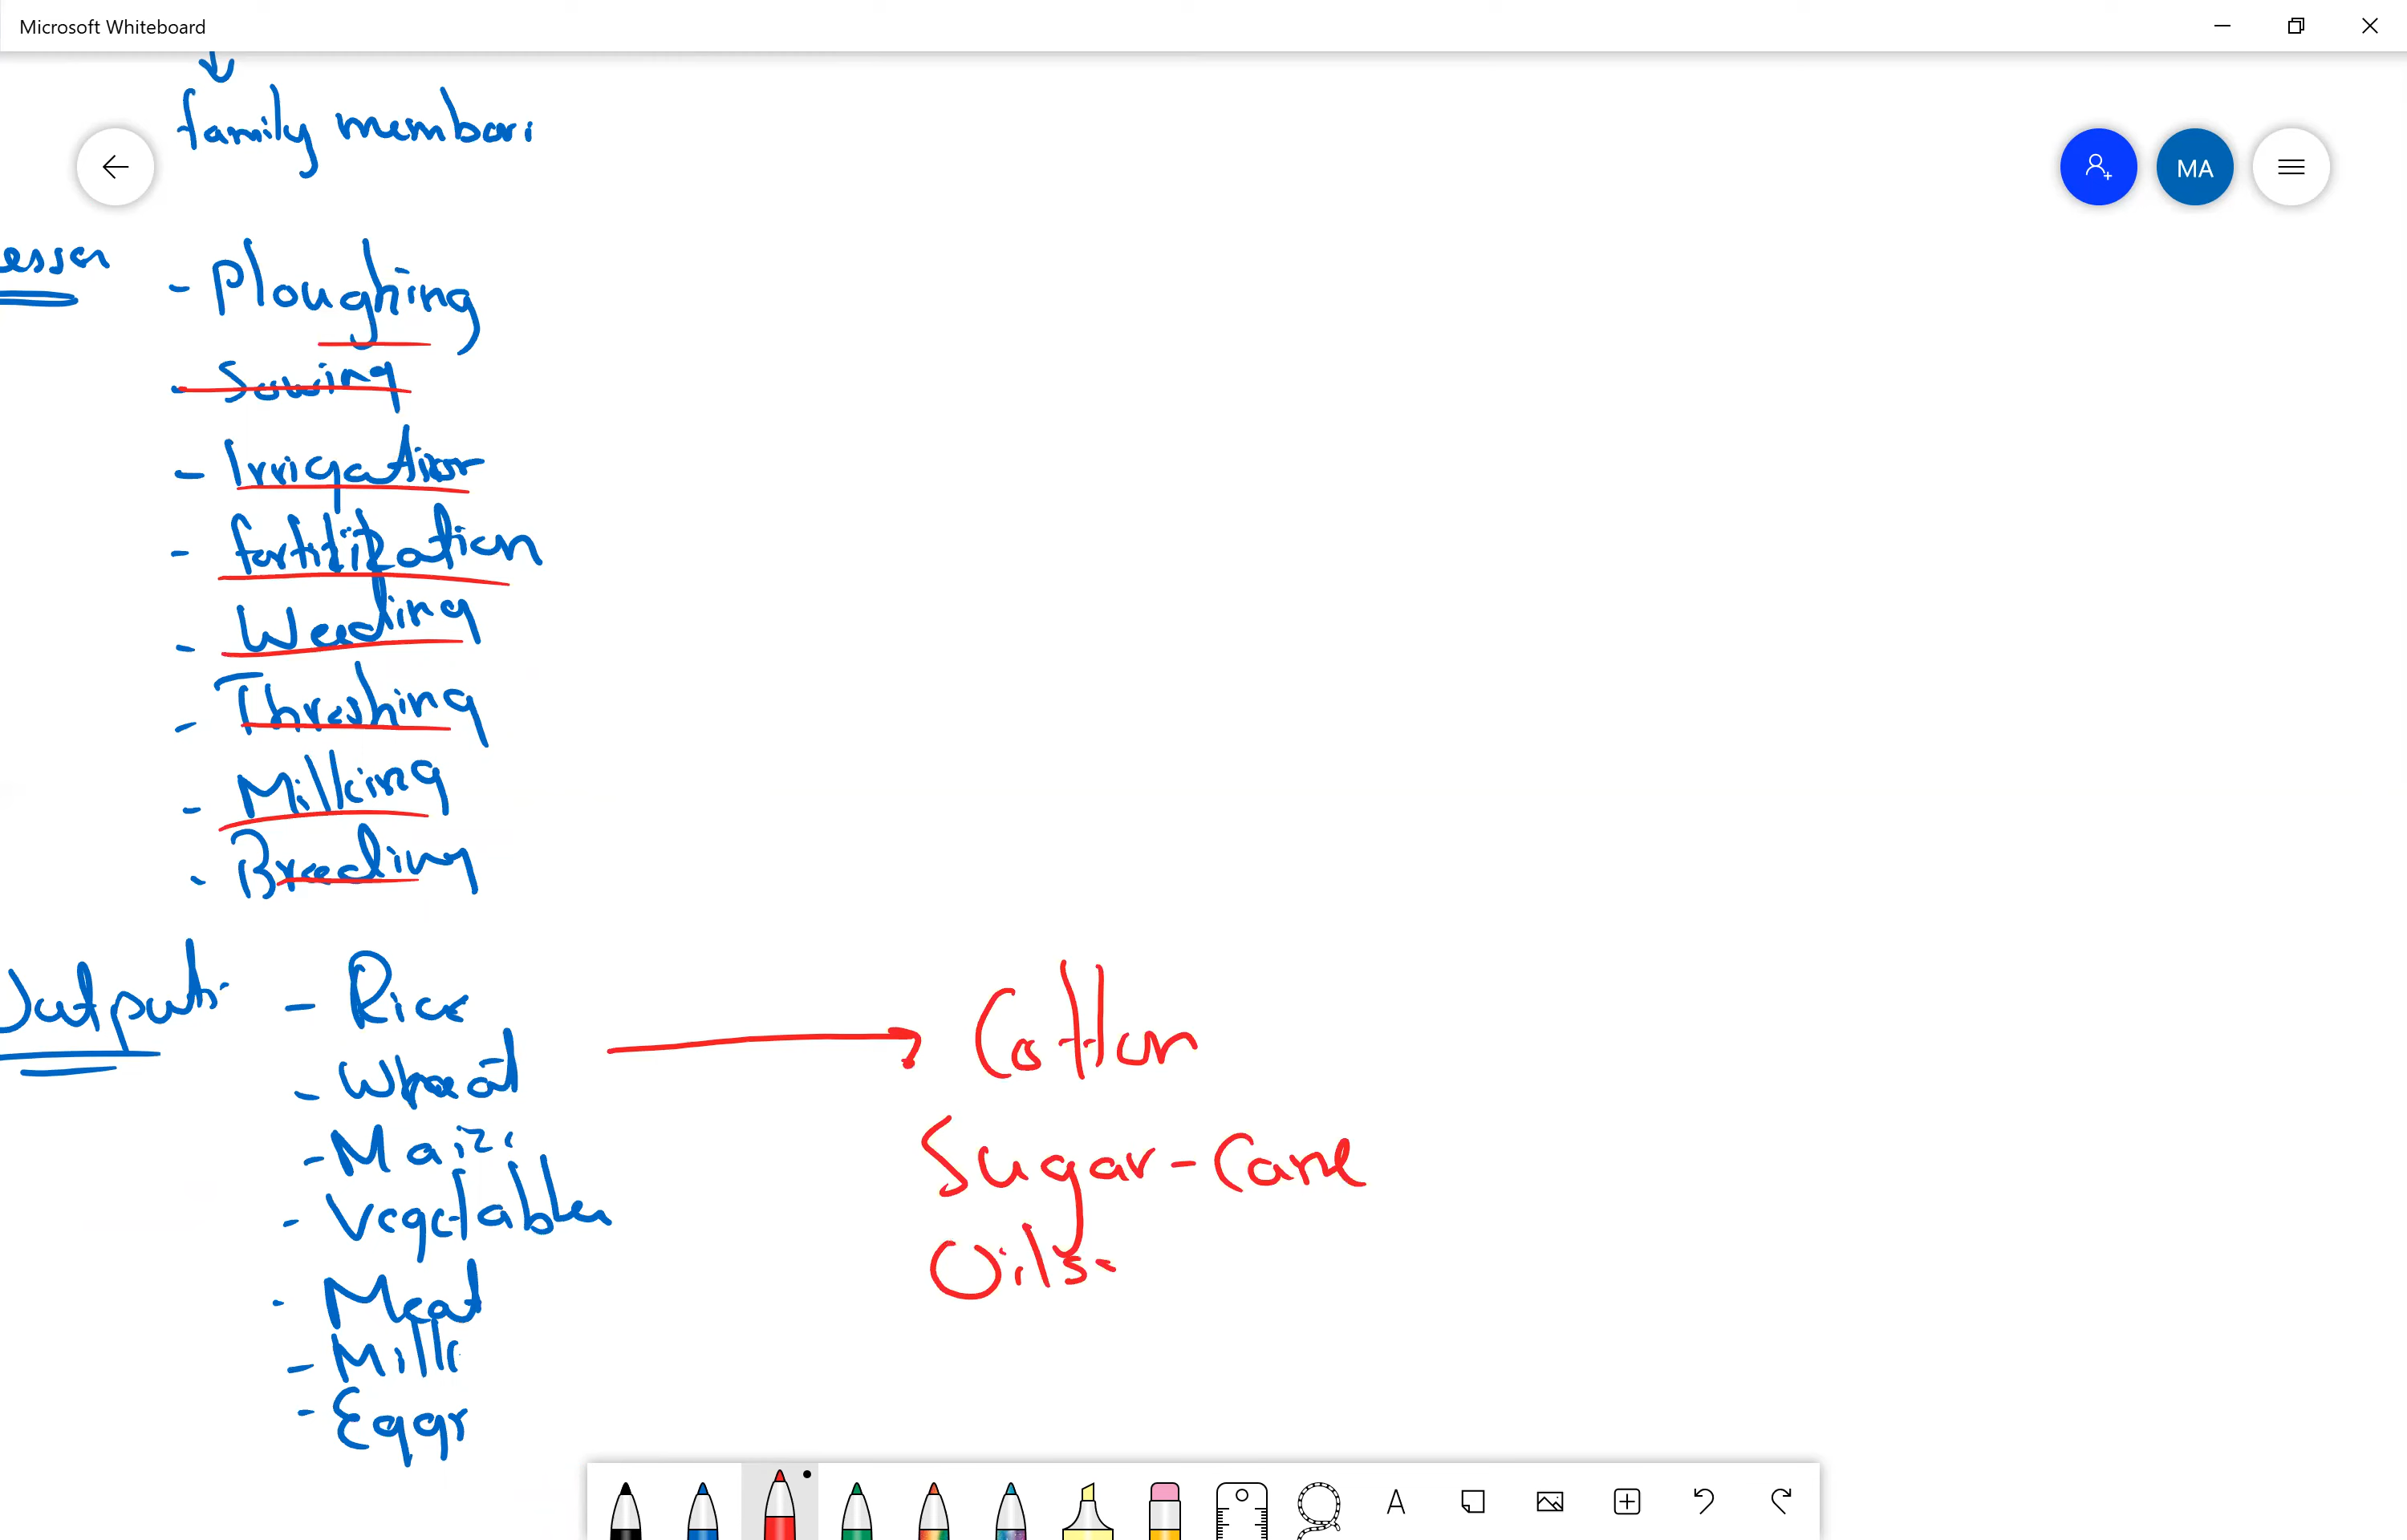 Microsoft Whiteboard
family members
MA
esses
- Ploughing
- Sowing
- Irrigation
- fertilization
- Weeding
- Threshing
- Milking
- Breeding
Outputs - Rice
- Wheat
- Maize
- Vegetables
- Meat
- Milk
- Eggs
Cotton
Sugar-Cane
Oils
A